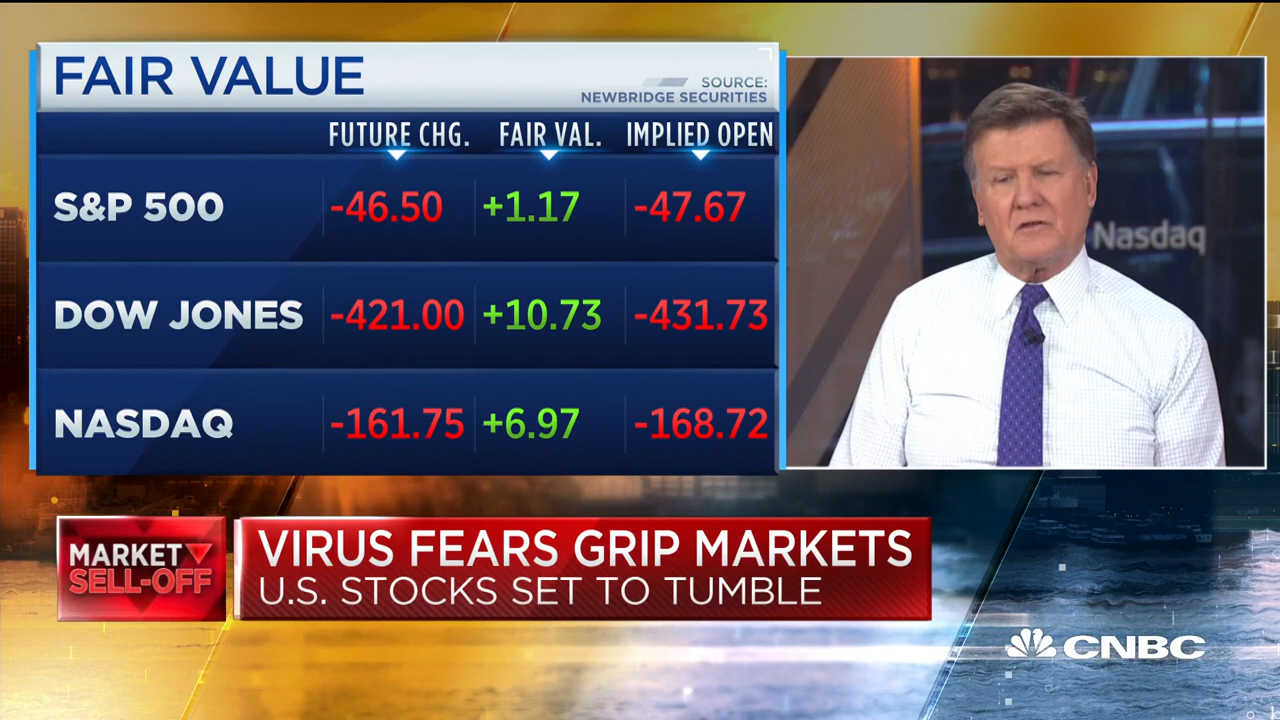 FAIR VALUE
SOURCE:
NEWBRIDGE SECURITIES
FUTURE CHG. FAIR VAL. IMPLIED OPEN
S&P 500 -46.50 +1.17 -47.67
DOW JONES -421.00 +10.73 -431.73
NASDAQ -161.75 +6.97 -168.72
Nasdaq
MARKET
SELL-OFF
VIRUS FEARS GRIP MARKETS
U.S. STOCKS SET TO TUMBLE
CNBC